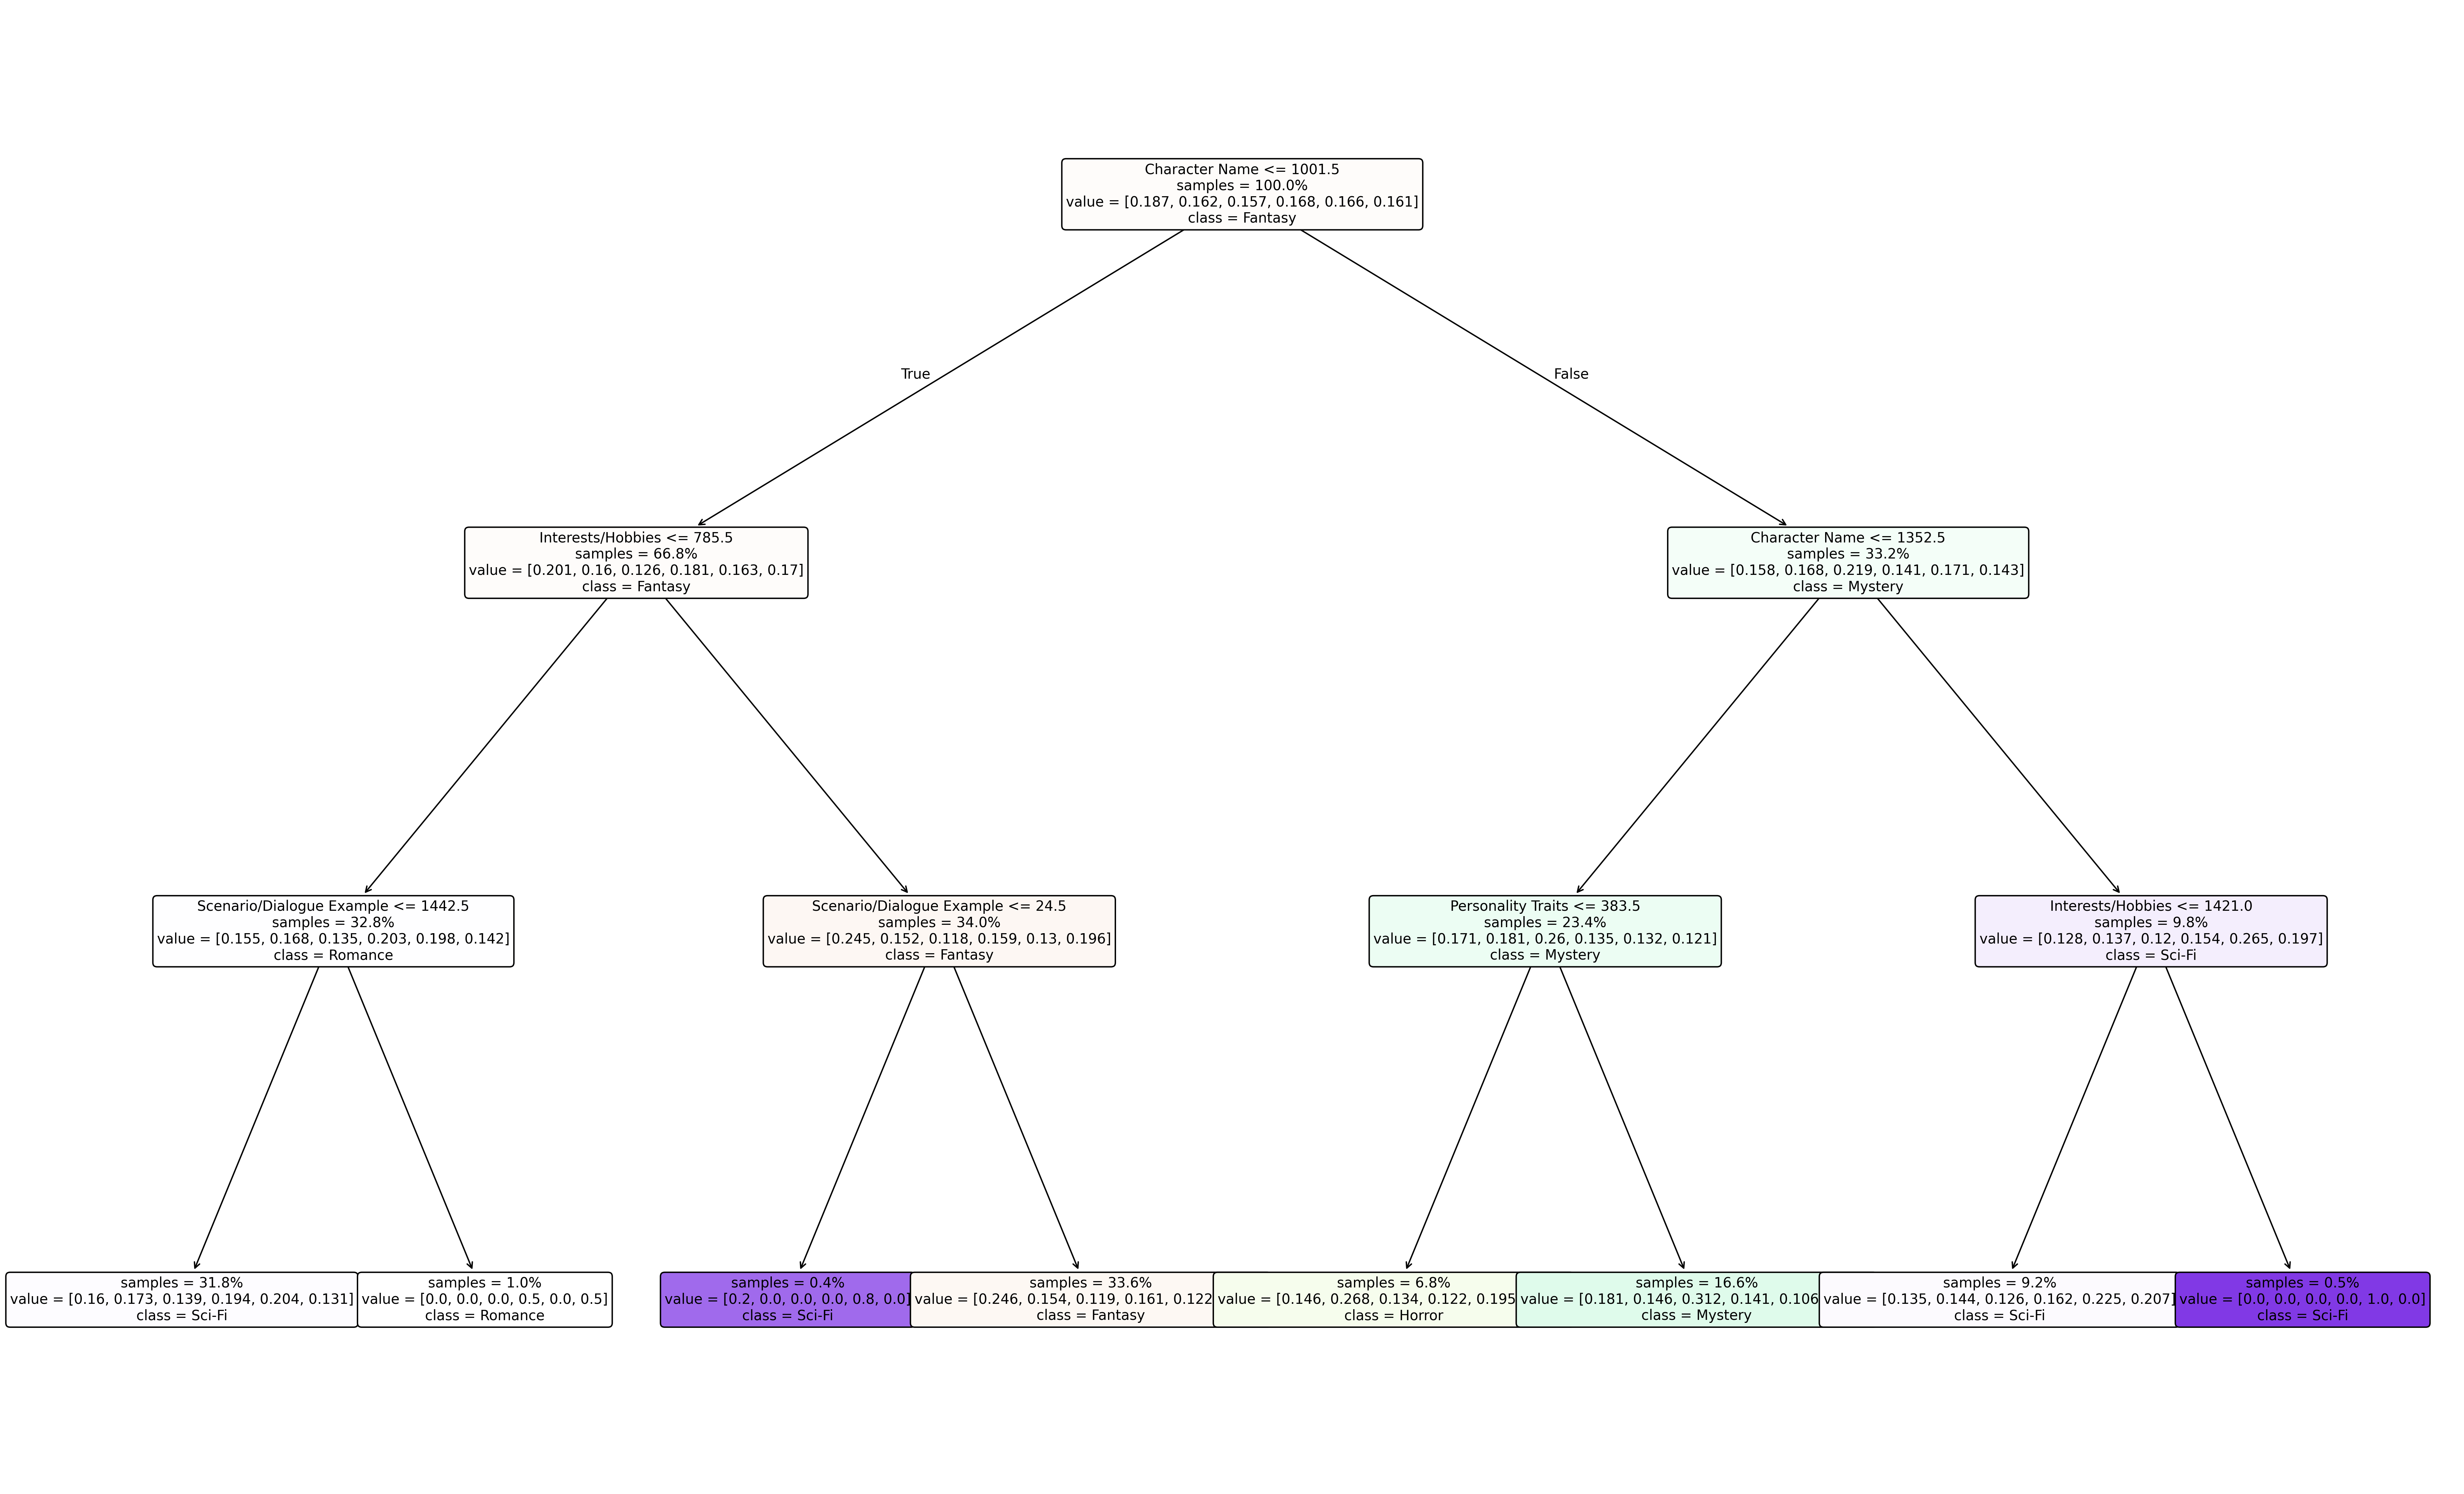 Character Name <= 1001.5
samples = 100.0%
value = [0.187, 0.162, 0.157, 0.168, 0.166, 0.161]
class = Fantasy
True
False
Interests/Hobbies <= 785.5
samples = 66.8%
value = [0.201, 0.16, 0.126, 0.181, 0.163, 0.17]
class = Fantasy
Character Name <= 1352.5
samples = 33.2%
value = [0.158, 0.168, 0.219, 0.141, 0.171, 0.143]
class = Mystery
Scenario/Dialogue Example <= 1442.5
samples = 32.8%
value = [0.155, 0.168, 0.135, 0.203, 0.198, 0.142]
class = Romance
Scenario/Dialogue Example <= 24.5
samples = 34.0%
value = [0.245, 0.152, 0.118, 0.159, 0.13, 0.196]
class = Fantasy
Personality Traits <= 383.5
samples = 23.4%
value = [0.171, 0.181, 0.26, 0.135, 0.132, 0.121]
class = Mystery
Interests/Hobbies <= 1421.0
samples = 9.8%
value = [0.128, 0.137, 0.12, 0.154, 0.265, 0.197]
class = Sci-Fi
samples = 31.8%
value = [0.16, 0.173, 0.139, 0.194, 0.204, 0.131]
class = Sci-Fi
samples = 1.0%
value = [0.0, 0.0, 0.0, 0.5, 0.0, 0.5]
class = Romance
samples = 0.4%
value = [0.2, 0.0, 0.0, 0.0, 0.8, 0.0]
class = Sci-Fi
samples = 33.6%
value = [0.246, 0.154, 0.119, 0.161, 0.122
class = Fantasy
samples = 6.8%
value = [0.146, 0.268, 0.134, 0.122, 0.195
class = Horror
samples = 16.6%
value = [0.181, 0.146, 0.312, 0.141, 0.106
class = Mystery
samples = 9.2%
value = [0.135, 0.144, 0.126, 0.162, 0.225, 0.207]
class = Sci-Fi
samples = 0.5%
value = [0.0, 0.0, 0.0, 0.0, 1.0, 0.0]
class = Sci-Fi